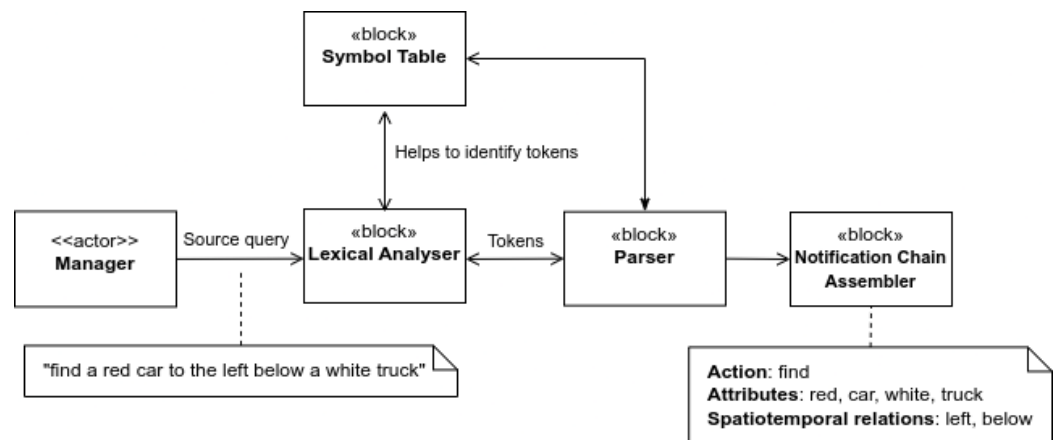 «block»
Symbol Table
Helps to identify tokens
<<actor>>
Manager
Source query
«block»
Lexical Analyser
Tokens
«block»
Parser
«block»
Notification Chain
Assembler
"find a red car to the left below a white truck"
Action: find
Attributes: red, car, white, truck
Spatiotemporal relations: left, below